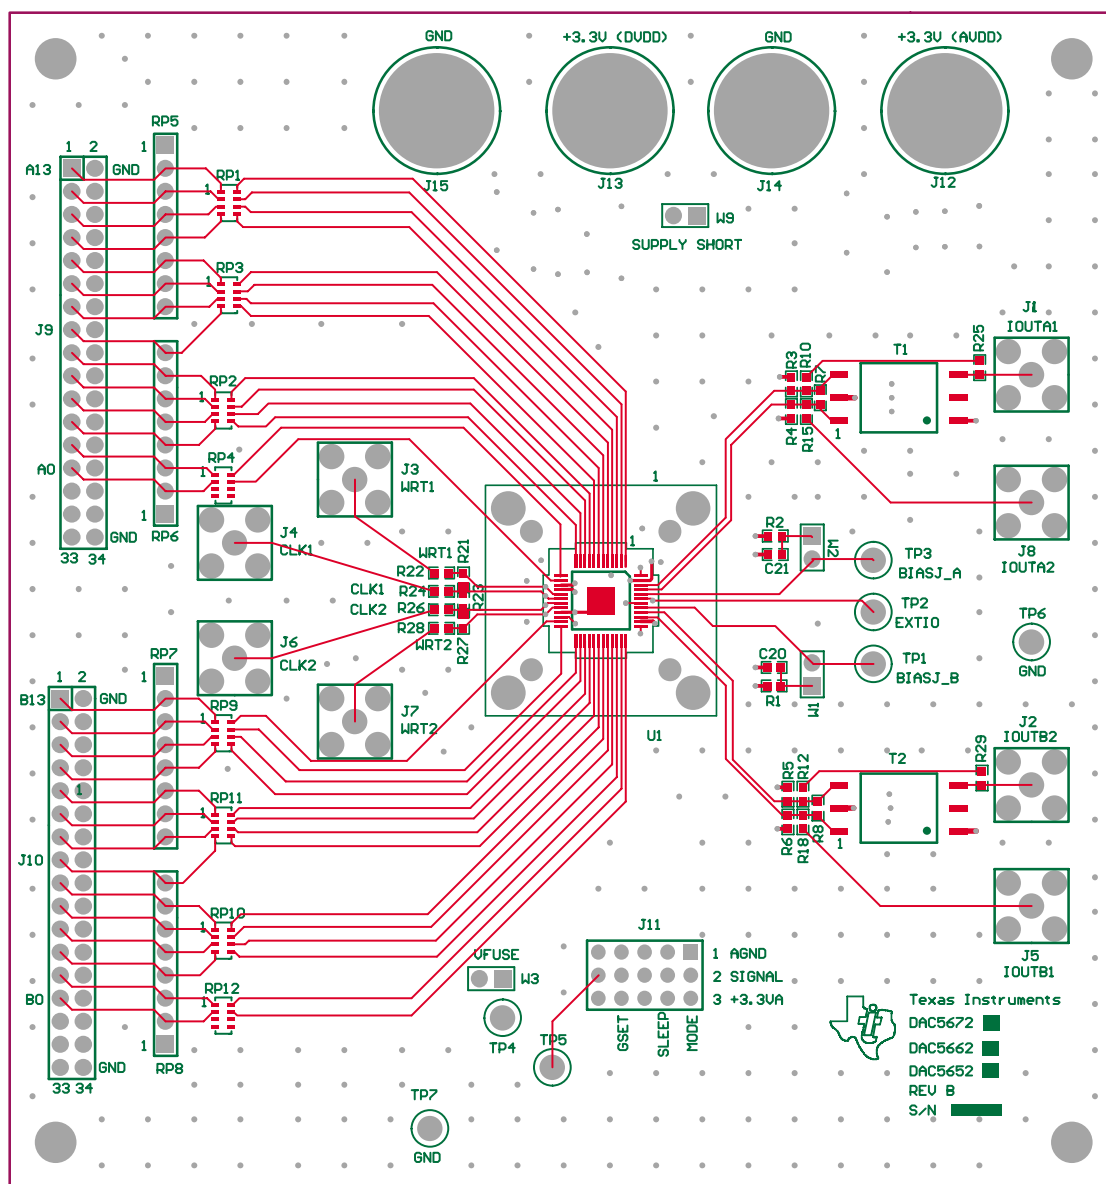 GND
+3.3V (DVDD)
GND
+3.3V (AVDD)
J15
J13
J14
J12
RP5
1
1 2
A13
GND
RP1
1
W9
SUPPLY SHORT
RP3
1
J9
J1
IOUTA1
R25
T1
R3
R10
R7
R4
R15
1
RP2
1
RP4
1
A0
1
RP6
GND
33 34
J3
WRT1
J4
CLK1
1
1
J8
IOUTA2
R2
C21
W2
TP3
BIASJ_A
TP2
EXTIO
TP6
GND
TP1
BIASJ_B
C20
R1
W1
WRT1
R21
R22
CLK1
R24
R23
CLK2
R26
R28
WRT2
R27
J6
CLK2
J7
WRT2
U1
RP7
1
1 2
B13
GND
RP9
1
1
RP11
1
J10
J2
IOUTB2
R29
T2
R5
R12
R8
R6
R18
1
RP10
1
RP12
1
B0
1
RP8
GND
33 34
J11
1 AGND
2 SIGNAL
3 +3.3VA
GSET
SLEEP
MODE
VFUSE
W3
TP4
TP5
TP7
GND
J5
IOUTB1
Texas Instruments
DAC5672
DAC5662
DAC5652
REV B
S/N